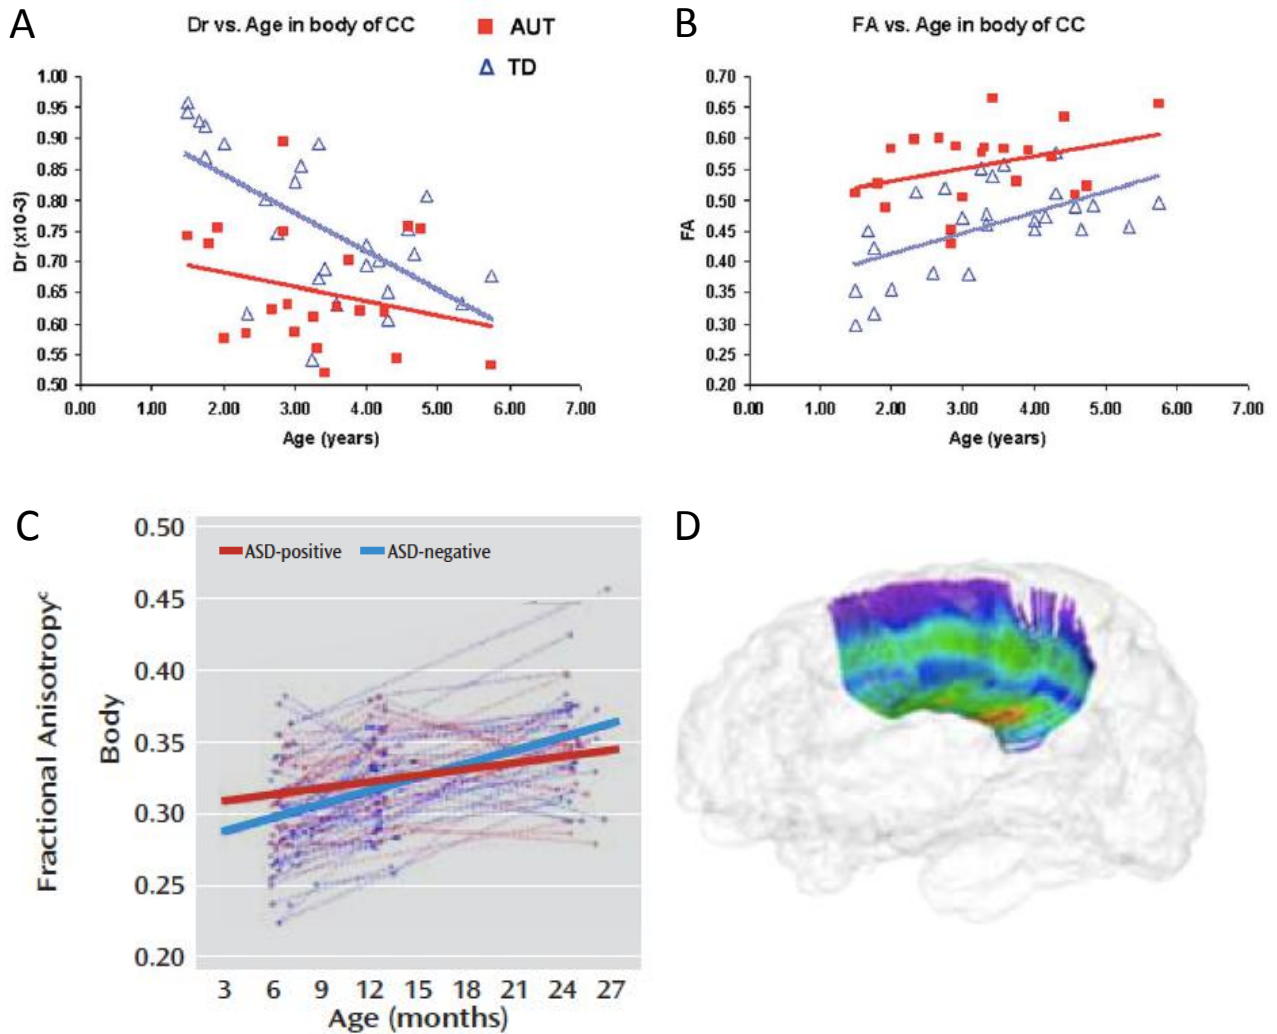 A
Dr vs. Age in body of CC
AUT
TD
Dr (x10-3)
1.00
0.95
0.90
0.85
0.80
0.75
0.70
0.65
0.60
0.55
0.50
0.00 1.00 2.00 3.00 4.00 5.00 6.00 7.00
Age (years)
B
FA vs. Age in body of CC
FA
0.70
0.65
0.60
0.55
0.50
0.45
0.40
0.35
0.30
0.25
0.20
0.00 1.00 2.00 3.00 4.00 5.00 6.00 7.00
Age (years)
C
Fractional Anisotropyᶜ
Body
0.50
0.45
0.40
0.35
0.30
0.25
0.20
ASD-positive ASD-negative
3 6 9 12 15 18 21 24 27
Age (months)
D